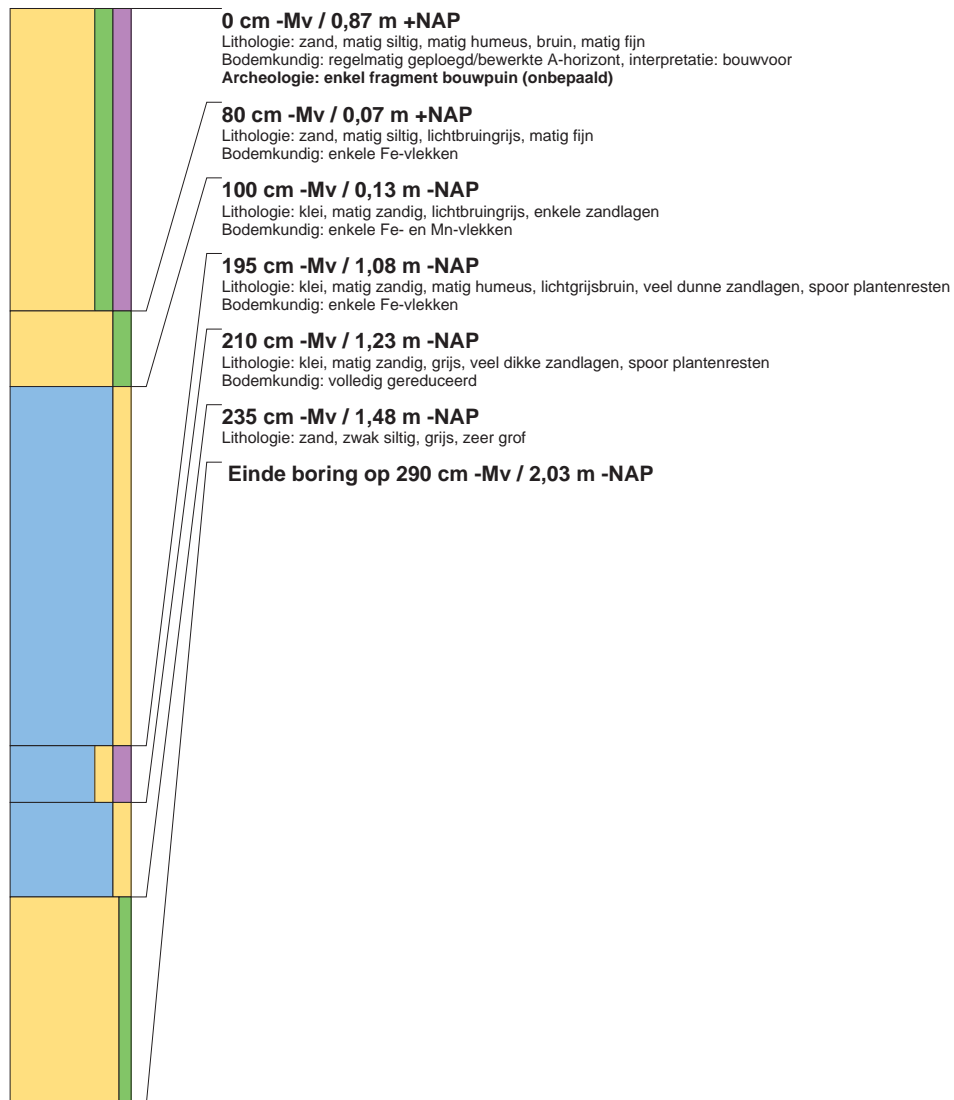 0 cm -Mv / 0,87 m +NAP
Lithologie: zand, matig siltig, matig humeus, bruin, matig fijn
Bodemkundig: regelmatig geploegd/bewerkte A-horizont, interpretatie: bouwvoor
Archeologie: enkel fragment bouwpuin (onbepaald)
80 cm -Mv / 0,07 m +NAP
Lithologie: zand, matig siltig, lichtbruingrijs, matig fijn
Bodemkundig: enkele Fe-vlekken
100 cm -Mv / 0,13 m -NAP
Lithologie: klei, matig zandig, lichtbruingrijs, enkele zandlagen
Bodemkundig: enkele Fe- en Mn-vlekken
195 cm -Mv / 1,08 m -NAP
Lithologie: klei, matig zandig, matig humeus, lichtgrijsbruin, veel dunne zandlagen, spoor plantenresten
Bodemkundig: enkele Fe-vlekken
210 cm -Mv / 1,23 m -NAP
Lithologie: klei, matig zandig, grijs, veel dikke zandlagen, spoor plantenresten
Bodemkundig: volledig gereduceerd
235 cm -Mv / 1,48 m -NAP
Lithologie: zand, zwak siltig, grijs, zeer grof
Einde boring op 290 cm -Mv / 2,03 m -NAP